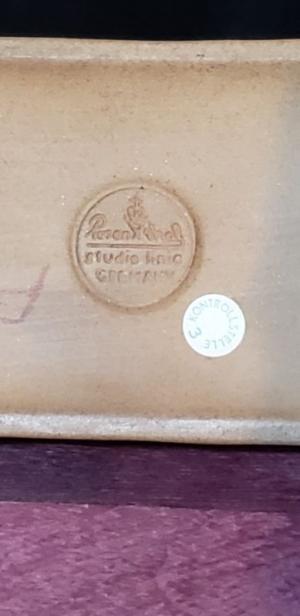 Rosenthal
studio-linie
GERMANY
KONTROLLSTELLE
3